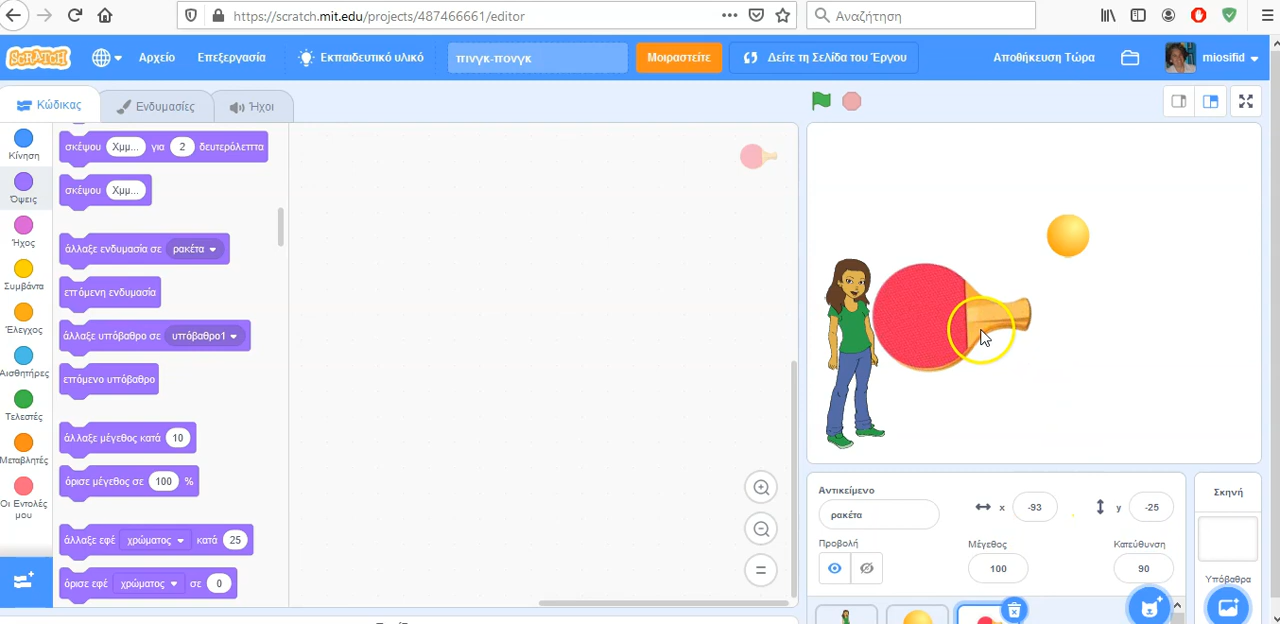 https://scratch.mit.edu/projects/487466661/editor
Αναζήτηση
SCRATCH
Αρχείο
Επεξεργασία
Εκπαιδευτικό υλικό
πινγκ-πονγκ
Μοιραστείτε
Δείτε τη Σελίδα του Έργου
Αποθήκευση Τώρα
miosifid
Κώδικας
Ενδυμασίες
Ήχοι
Κίνηση
Όψεις
Ήχος
Συμβάντα
Έλεγχος
Αισθητήρες
Τελεστές
Μεταβλητές
Οι Εντολές
μου
σκέψου Χμμ... για 2 δευτερόλεπτα
σκέψου Χμμ...
άλλαξε ενδυμασία σε ρακέτα
επόμενη ενδυμασία
άλλαξε υπόβαθρο σε υπόβαθρο1
επόμενο υπόβαθρο
άλλαξε μέγεθος κατά 10
όρισε μέγεθος σε 100 %
άλλαξε εφέ χρώματος κατά 25
όρισε εφέ χρώματος σε 0
Αντικείμενο
ρακέτα
x -93
y -25
Προβολή
Μέγεθος
100
Κατεύθυνση
90
Σκηνή
Υπόβαθρα